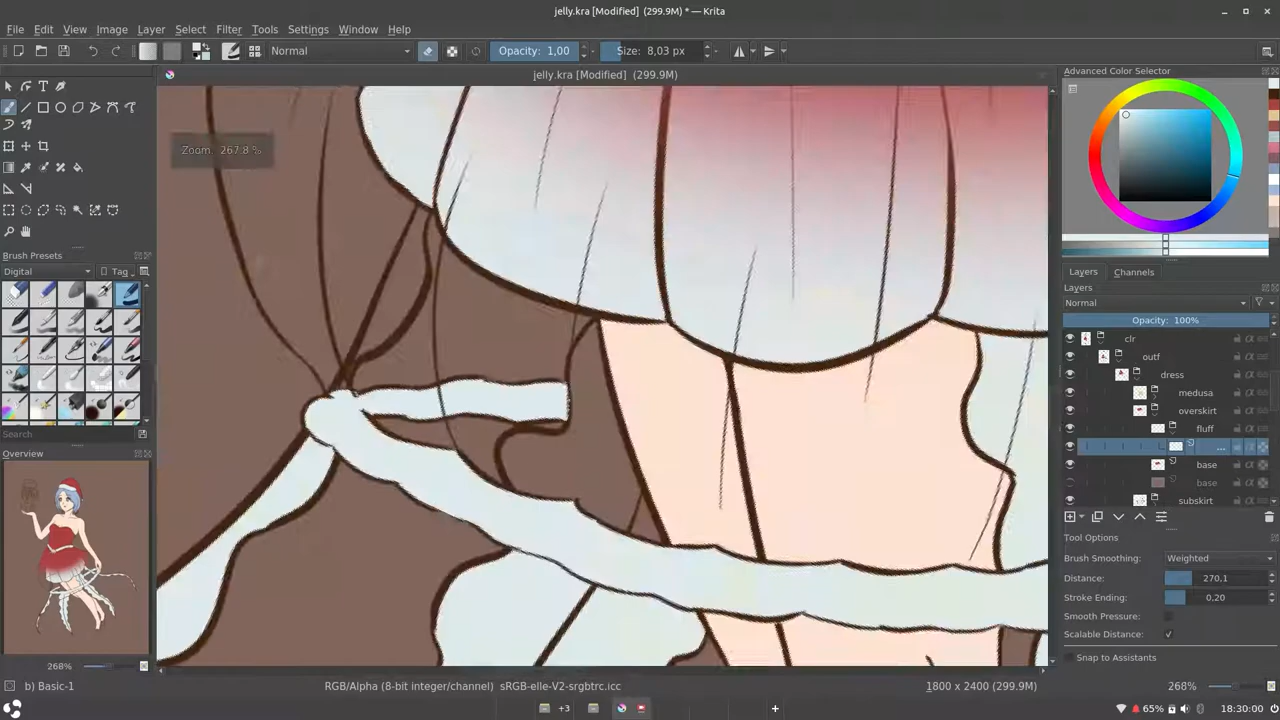 jelly.kra [Modified] (299.9M) * — Krita
File Edit View Image Layer Select Filter Tools Settings Window Help
Normal Opacity: 1,00 Size: 8,03 px
jelly.kra [Modified] (299.9M)
Zoom: 267.8 %
Advanced Color Selector
Brush Presets
Digital Tag
Search
Overview
268%
Layers Channels
Layers
Normal
Opacity: 100%
clr
outf
dress
medusa
overskirt
fluff
...
base
base
subskirt
Tool Options
Brush Smoothing: Weighted
Distance: 270,1
Stroke Ending: 0,20
Smooth Pressure:
Scalable Distance: ✓
Snap to Assistants
b) Basic-1 RGB/Alpha (8-bit integer/channel) sRGB-elle-V2-srgbtrc.icc 1800 x 2400 (299.9M) 268%
+3 + 65% 18:30:00